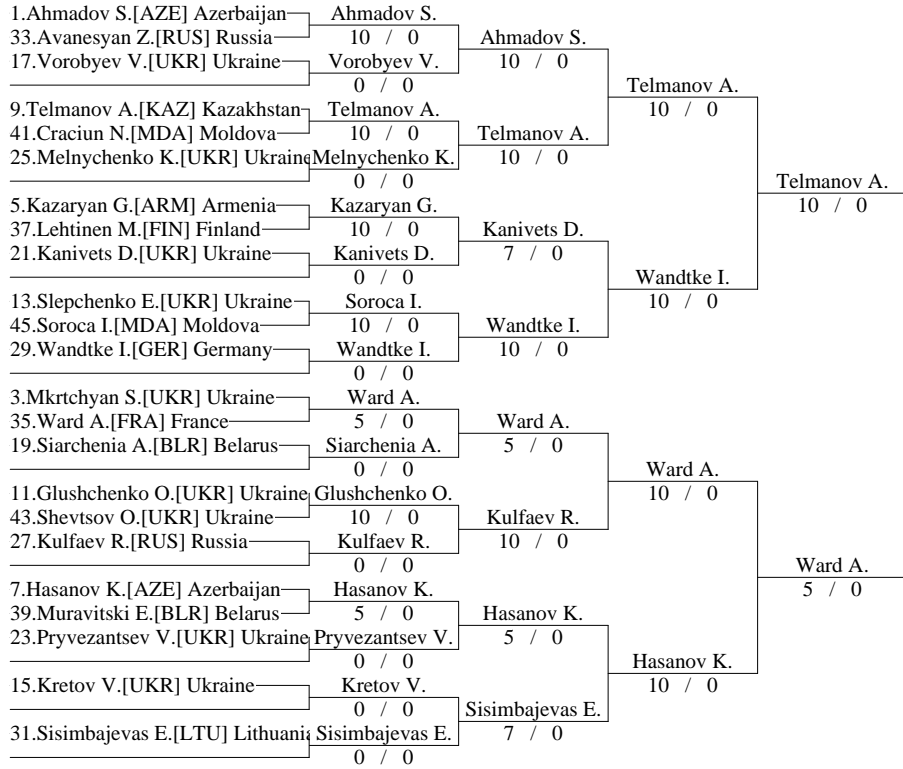 1.Ahmadov S.[AZE] Azerbaijan
33.Avanesyan Z.[RUS] Russia
17.Vorobyev V.[UKR] Ukraine
9.Telmanov A.[KAZ] Kazakhstan
41.Craciun N.[MDA] Moldova
25.Melnychenko K.[UKR] Ukraine
5.Kazaryan G.[ARM] Armenia
37.Lehtinen M.[FIN] Finland
21.Kanivets D.[UKR] Ukraine
13.Slepchenko E.[UKR] Ukraine
45.Soroca I.[MDA] Moldova
29.Wandtke I.[GER] Germany
3.Mkrtchyan S.[UKR] Ukraine
35.Ward A.[FRA] France
19.Siarchenia A.[BLR] Belarus
11.Glushchenko O.[UKR] Ukraine
43.Shevtsov O.[UKR] Ukraine
27.Kulfaev R.[RUS] Russia
7.Hasanov K.[AZE] Azerbaijan
39.Muravitski E.[BLR] Belarus
23.Pryvezantsev V.[UKR] Ukraine
15.Kretov V.[UKR] Ukraine
31.Sisimbajevas E.[LTU] Lithuania
Ahmadov S.
10 / 0
Vorobyev V.
0 / 0
Telmanov A.
10 / 0
Melnychenko K.
0 / 0
Kazaryan G.
10 / 0
Kanivets D.
0 / 0
Soroca I.
10 / 0
Wandtke I.
0 / 0
Ward A.
5 / 0
Siarchenia A.
0 / 0
Glushchenko O.
10 / 0
Kulfaev R.
0 / 0
Hasanov K.
5 / 0
Pryvezantsev V.
0 / 0
Kretov V.
0 / 0
Sisimbajevas E.
0 / 0
Ahmadov S.
10 / 0
Telmanov A.
10 / 0
Kanivets D.
7 / 0
Wandtke I.
10 / 0
Ward A.
5 / 0
Kulfaev R.
10 / 0
Hasanov K.
5 / 0
Sisimbajevas E.
7 / 0
Telmanov A.
10 / 0
Wandtke I.
10 / 0
Ward A.
10 / 0
Hasanov K.
10 / 0
Telmanov A.
10 / 0
Ward A.
5 / 0